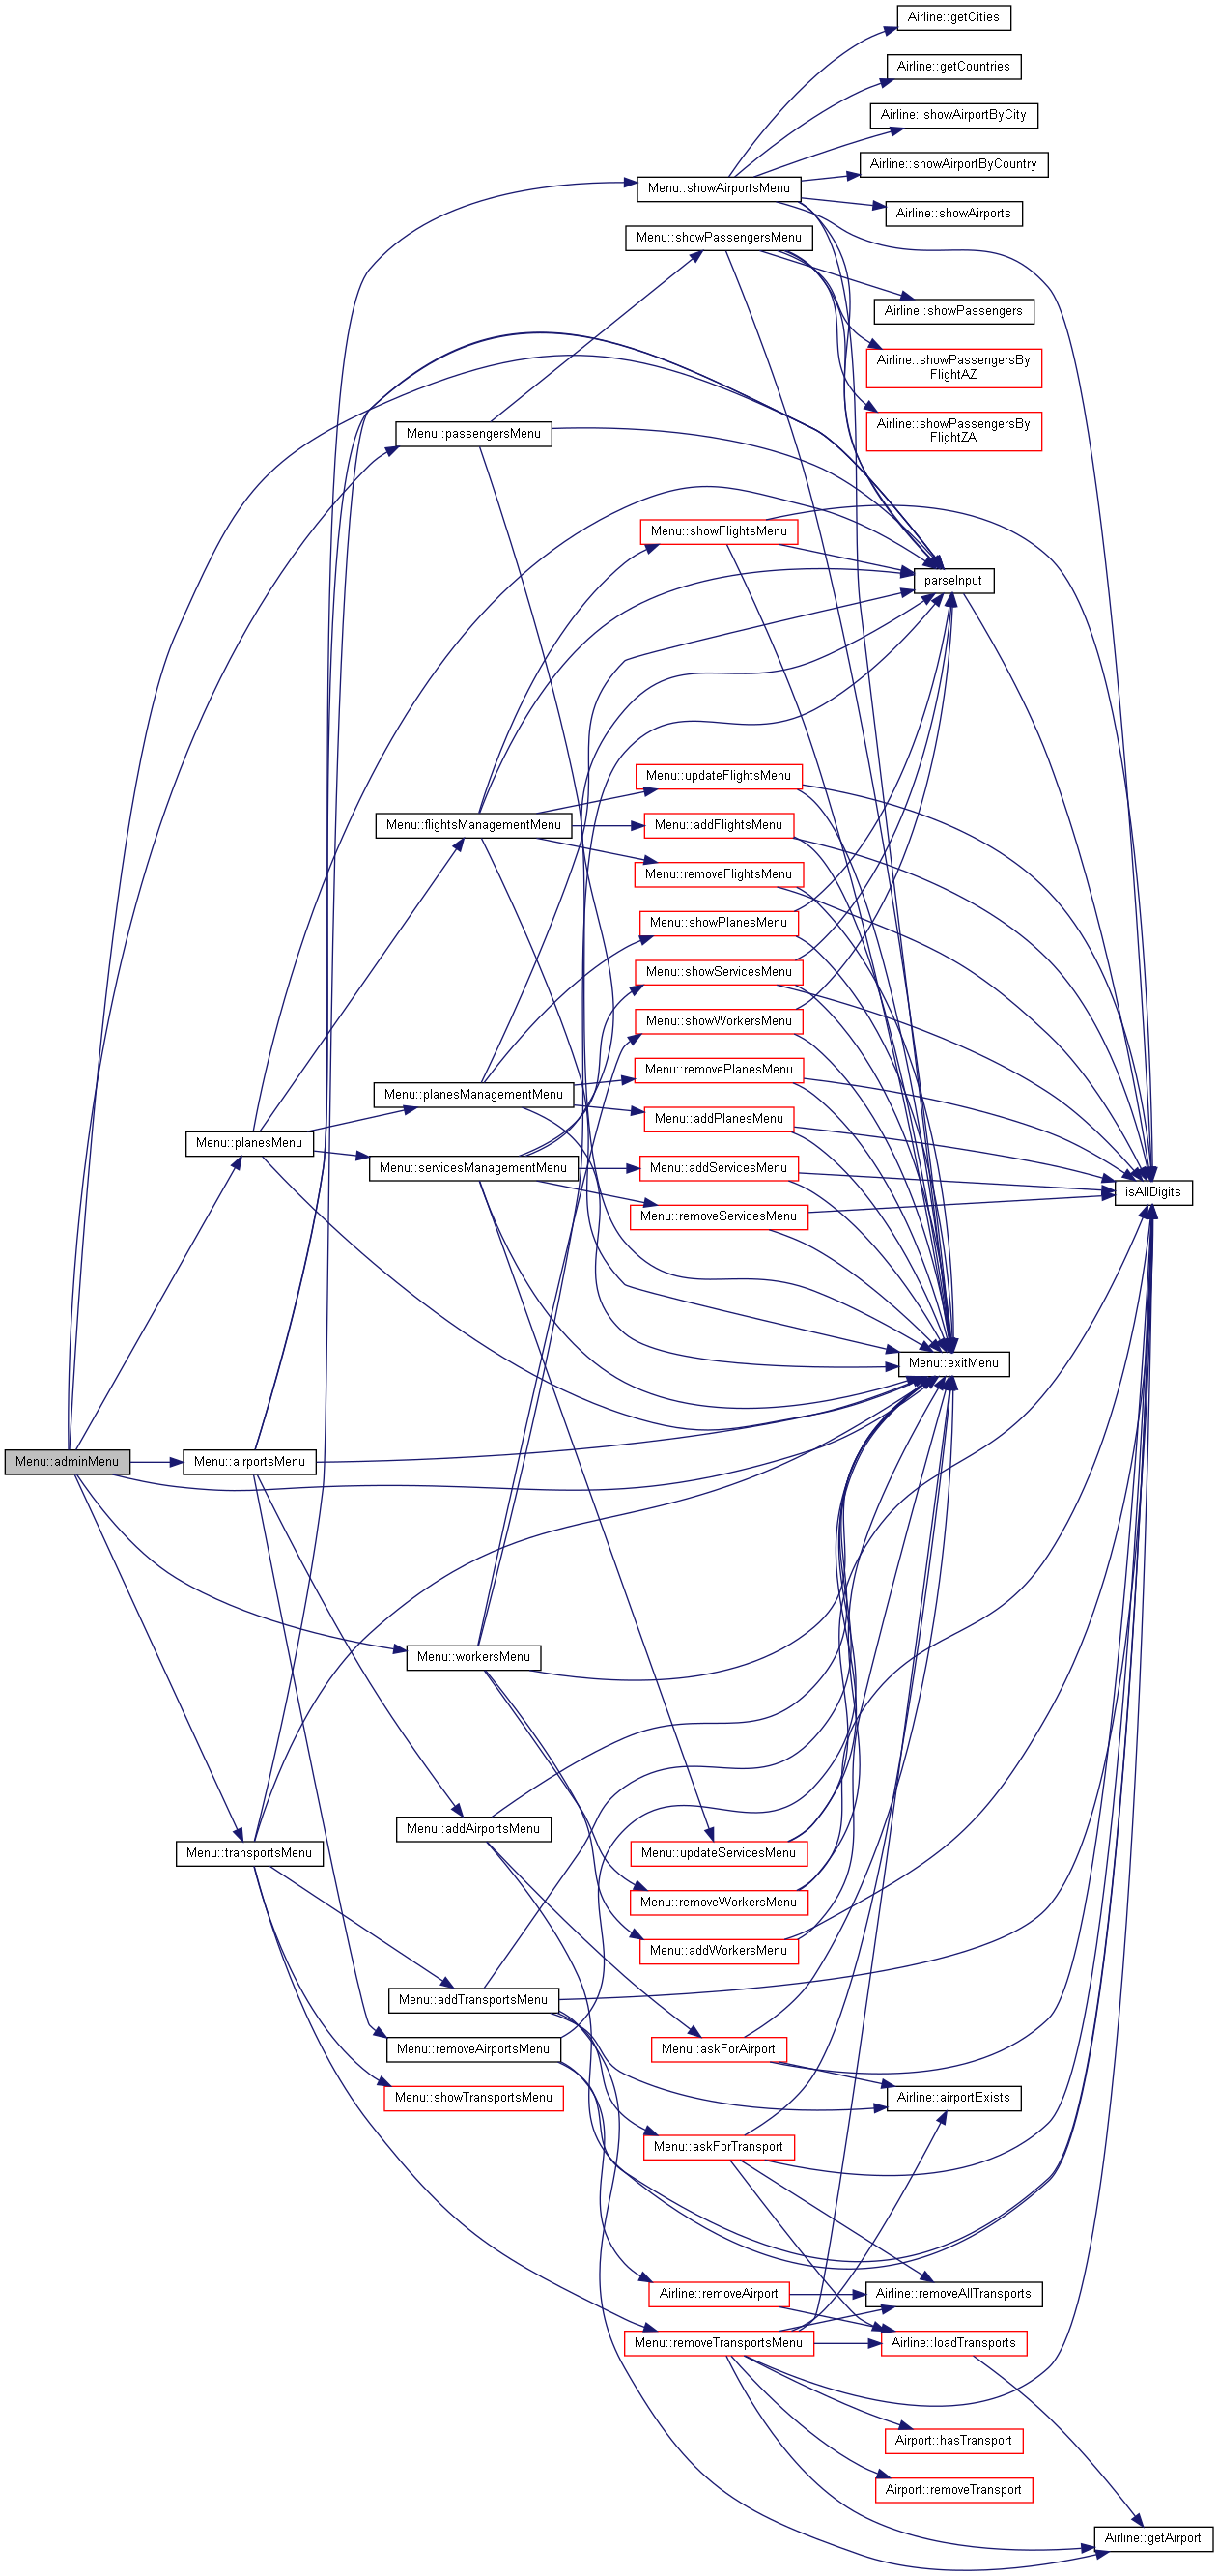 Airline::getCities
Airline::getCountries
Airline::showAirportByCity
Airline::showAirportByCountry
Menu::showAirportsMenu
Airline::showAirports
Menu::showPassengersMenu
Airline::showPassengers
Airline::showPassengersBy
FlightAZ
Airline::showPassengersBy
FlightZA
Menu::passengersMenu
Menu::showFlightsMenu
parseInput
Menu::updateFlightsMenu
Menu::flightsManagementMenu
Menu::addFlightsMenu
Menu::removeFlightsMenu
Menu::showPlanesMenu
Menu::showServicesMenu
Menu::showWorkersMenu
Menu::removePlanesMenu
Menu::planesManagementMenu
Menu::addPlanesMenu
Menu::planesMenu
Menu::servicesManagementMenu
Menu::addServicesMenu
isAllDigits
Menu::removeServicesMenu
Menu::exitMenu
Menu::adminMenu
Menu::airportsMenu
Menu::workersMenu
Menu::addAirportsMenu
Menu::transportsMenu
Menu::updateServicesMenu
Menu::removeWorkersMenu
Menu::addWorkersMenu
Menu::addTransportsMenu
Menu::removeAirportsMenu
Menu::askForAirport
Menu::showTransportsMenu
Airline::airportExists
Menu::askForTransport
Airline::removeAirport
Airline::removeAllTransports
Menu::removeTransportsMenu
Airline::loadTransports
Airport::hasTransport
Airport::removeTransport
Airline::getAirport